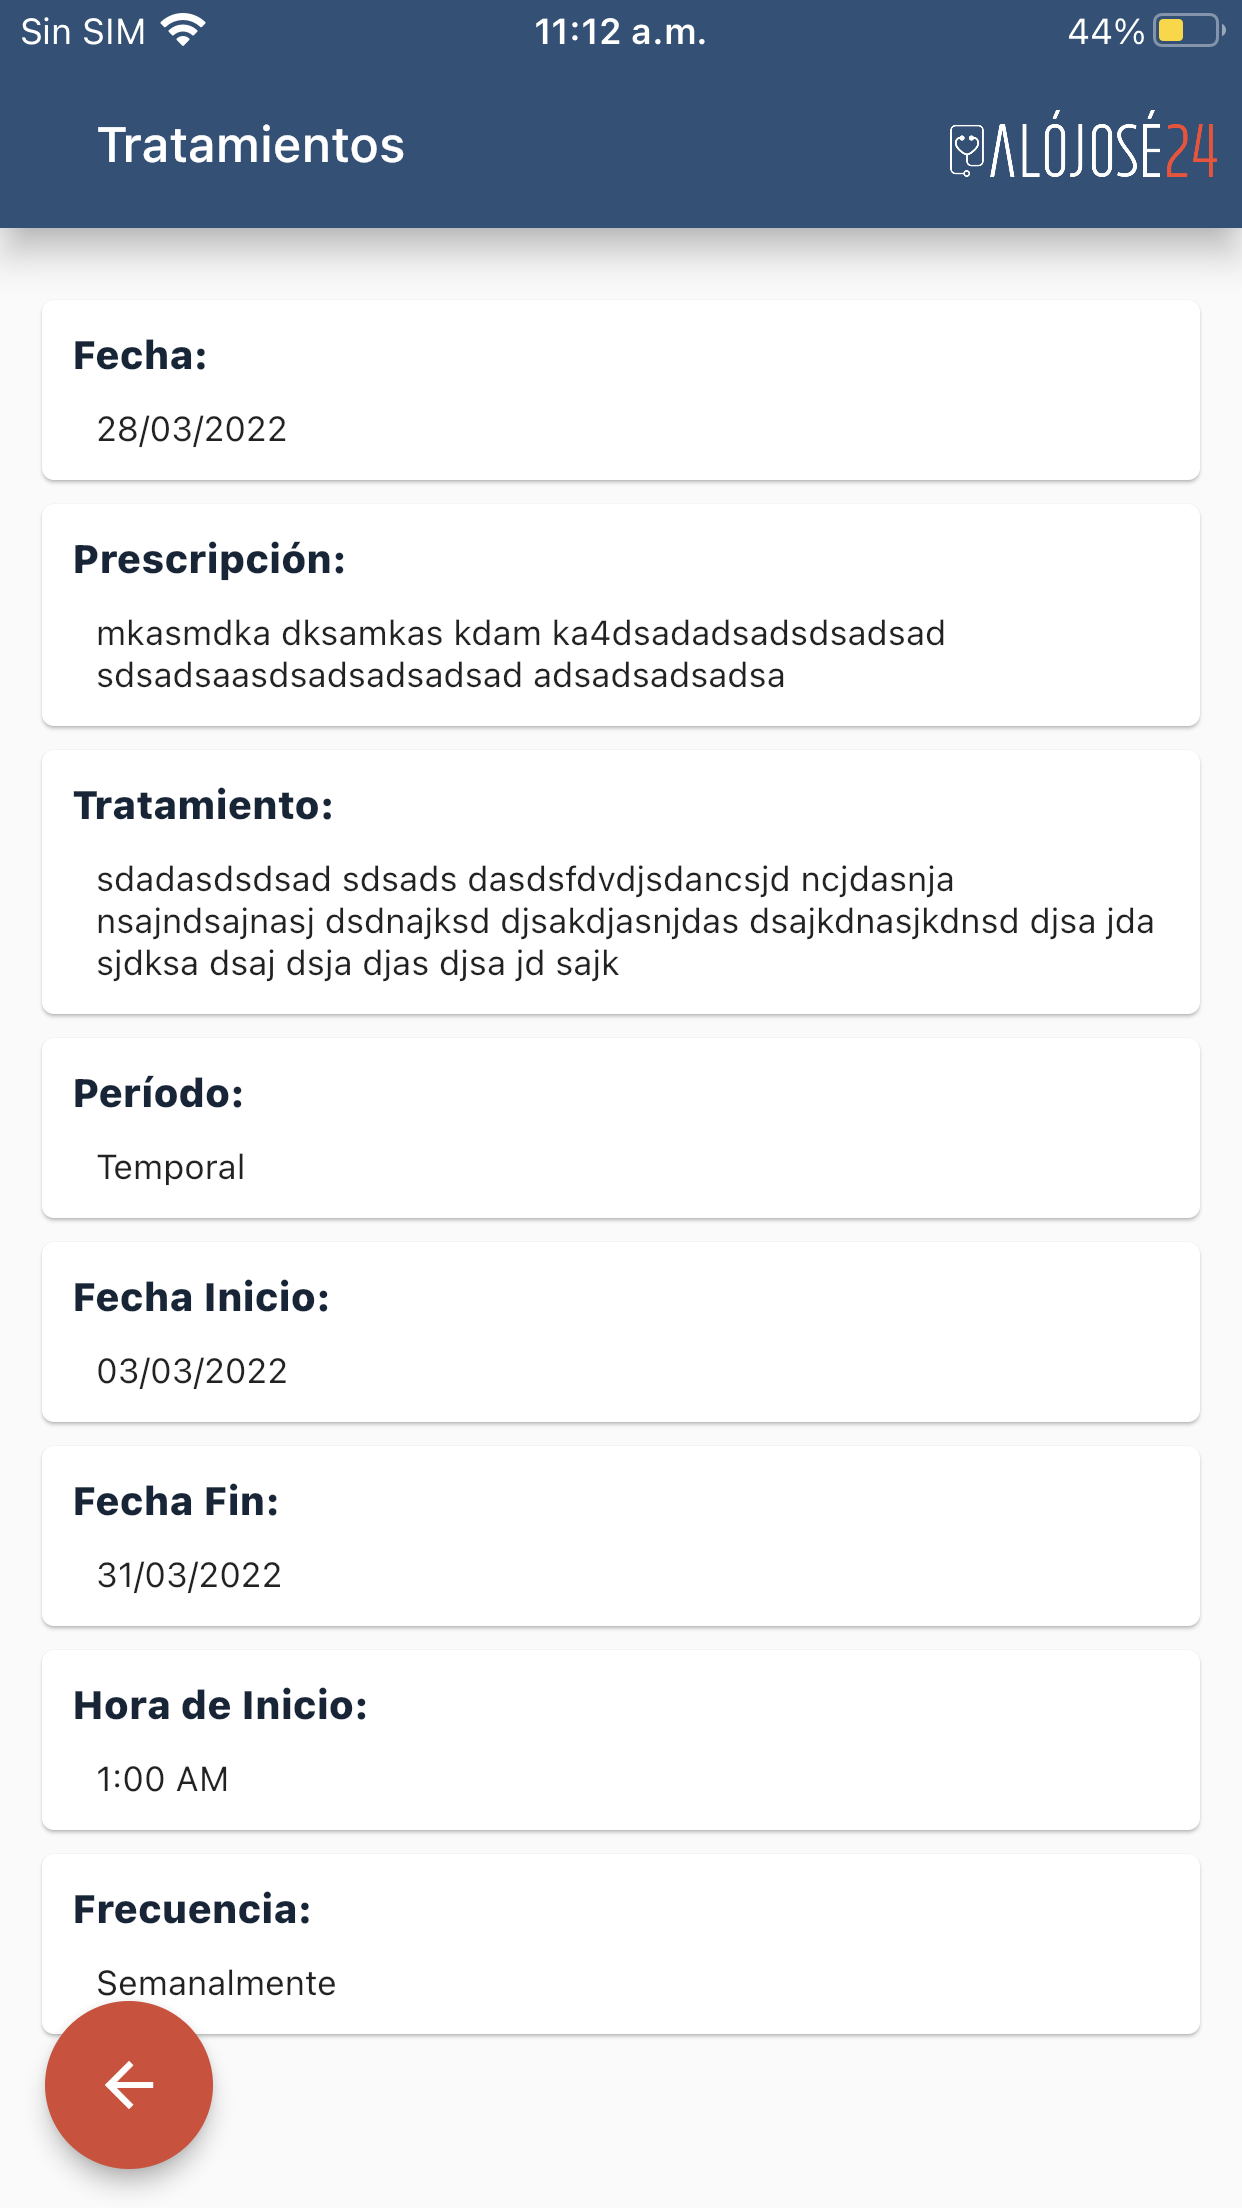 Sin SIM 11:12 a.m. 44%
Tratamientos ALÓJOSÉ24
Fecha:
28/03/2022
Prescripción:
mkasmdka dksamkas kdam ka4dsadadsadsdsadsad
sdsadsaasdsadsadsadsad adsadsadsadsa
Tratamiento:
sdadasdsdsad sdsads dasdsfdvdjsdancsjd ncjdasnja
nsajndsajnasj dsdnajksd djsakdjasnjdas dsajkdnasjkdnsd djsa jda
sjdksa dsaj dsja djas djsa jd sajk
Período:
Temporal
Fecha Inicio:
03/03/2022
Fecha Fin:
31/03/2022
Hora de Inicio:
1:00 AM
Frecuencia:
Semanalmente